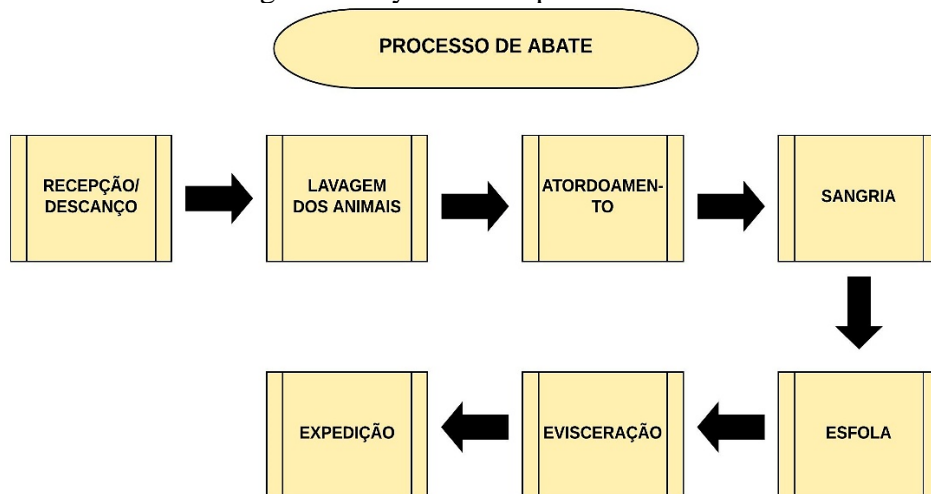 PROCESSO DE ABATE
RECEPÇÃO/
DESCANÇO
LAVAGEM
DOS ANIMAIS
ATORDOAMEN-
TO
SANGRIA
EXPEDIÇÃO
EVISCERAÇÃO
ESFOLA